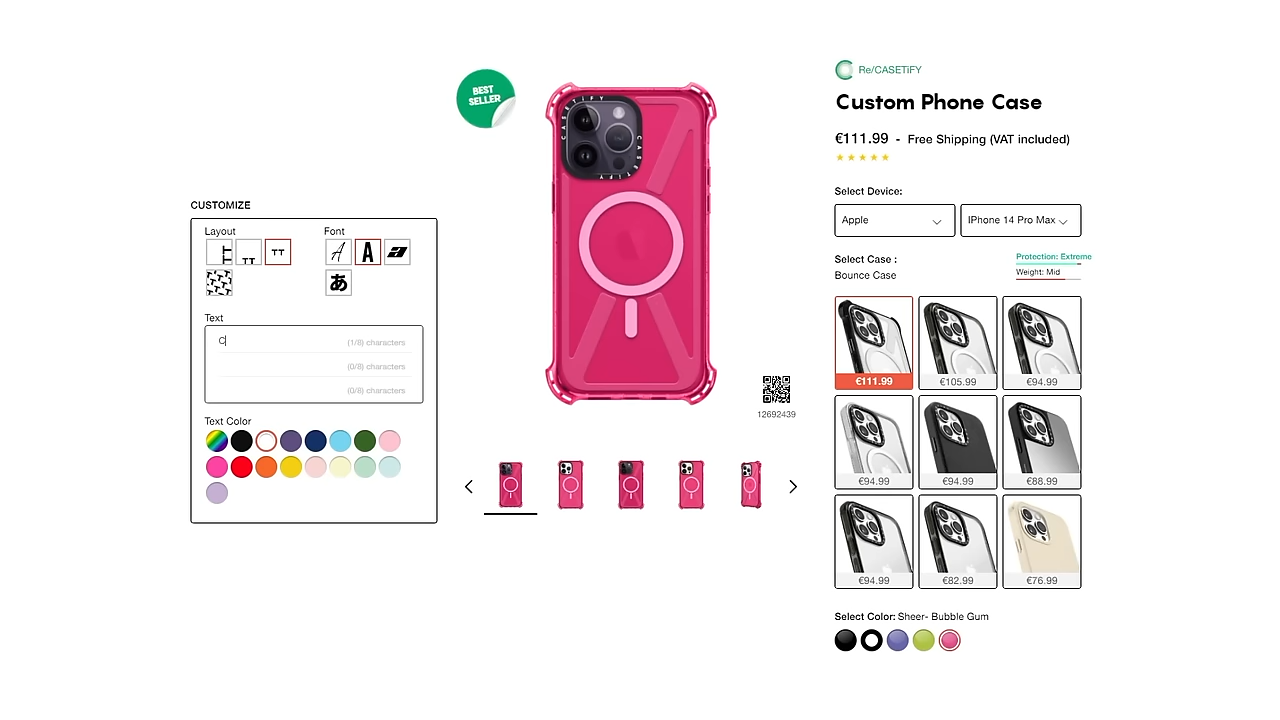 Re/CASETiFY
Custom Phone Case
€111.99 - Free Shipping (VAT included)
BEST
SELLER
CASETIFY
CASETIFY
Select Device:
Apple
IPhone 14 Pro Max
Select Case :
Bounce Case
Protection: Extreme
Weight: Mid
€111.99
€105.99
€94.99
€94.99
€94.99
€88.99
€94.99
€82.99
€76.99
Select Color: Sheer- Bubble Gum
12692439
CUSTOMIZE
Layout
Font
TT
TT
TT
A
A
a
あ
Text
C
(1/8) characters
(0/8) characters
(0/8) characters
Text Color